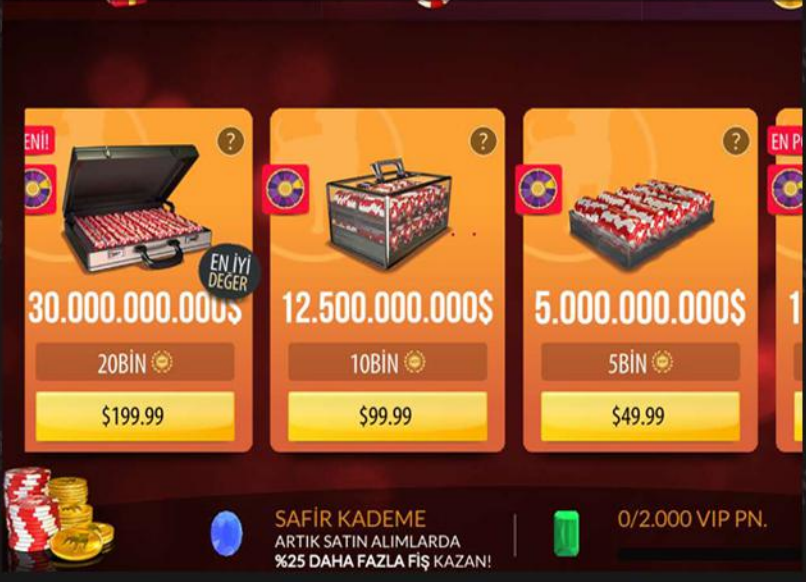 ENİ!
?
?
?
EN P
EN İYİ
DEĞER
30.000.000.000$
12.500.000.000$
5.000.000.000$
1
20BİN
10BİN
5BİN
$199.99
$99.99
$49.99
SAFİR KADEME
ARTIK SATIN ALIMLARDA
%25 DAHA FAZLA FİŞ KAZAN!
0/2.000 VIP PN.